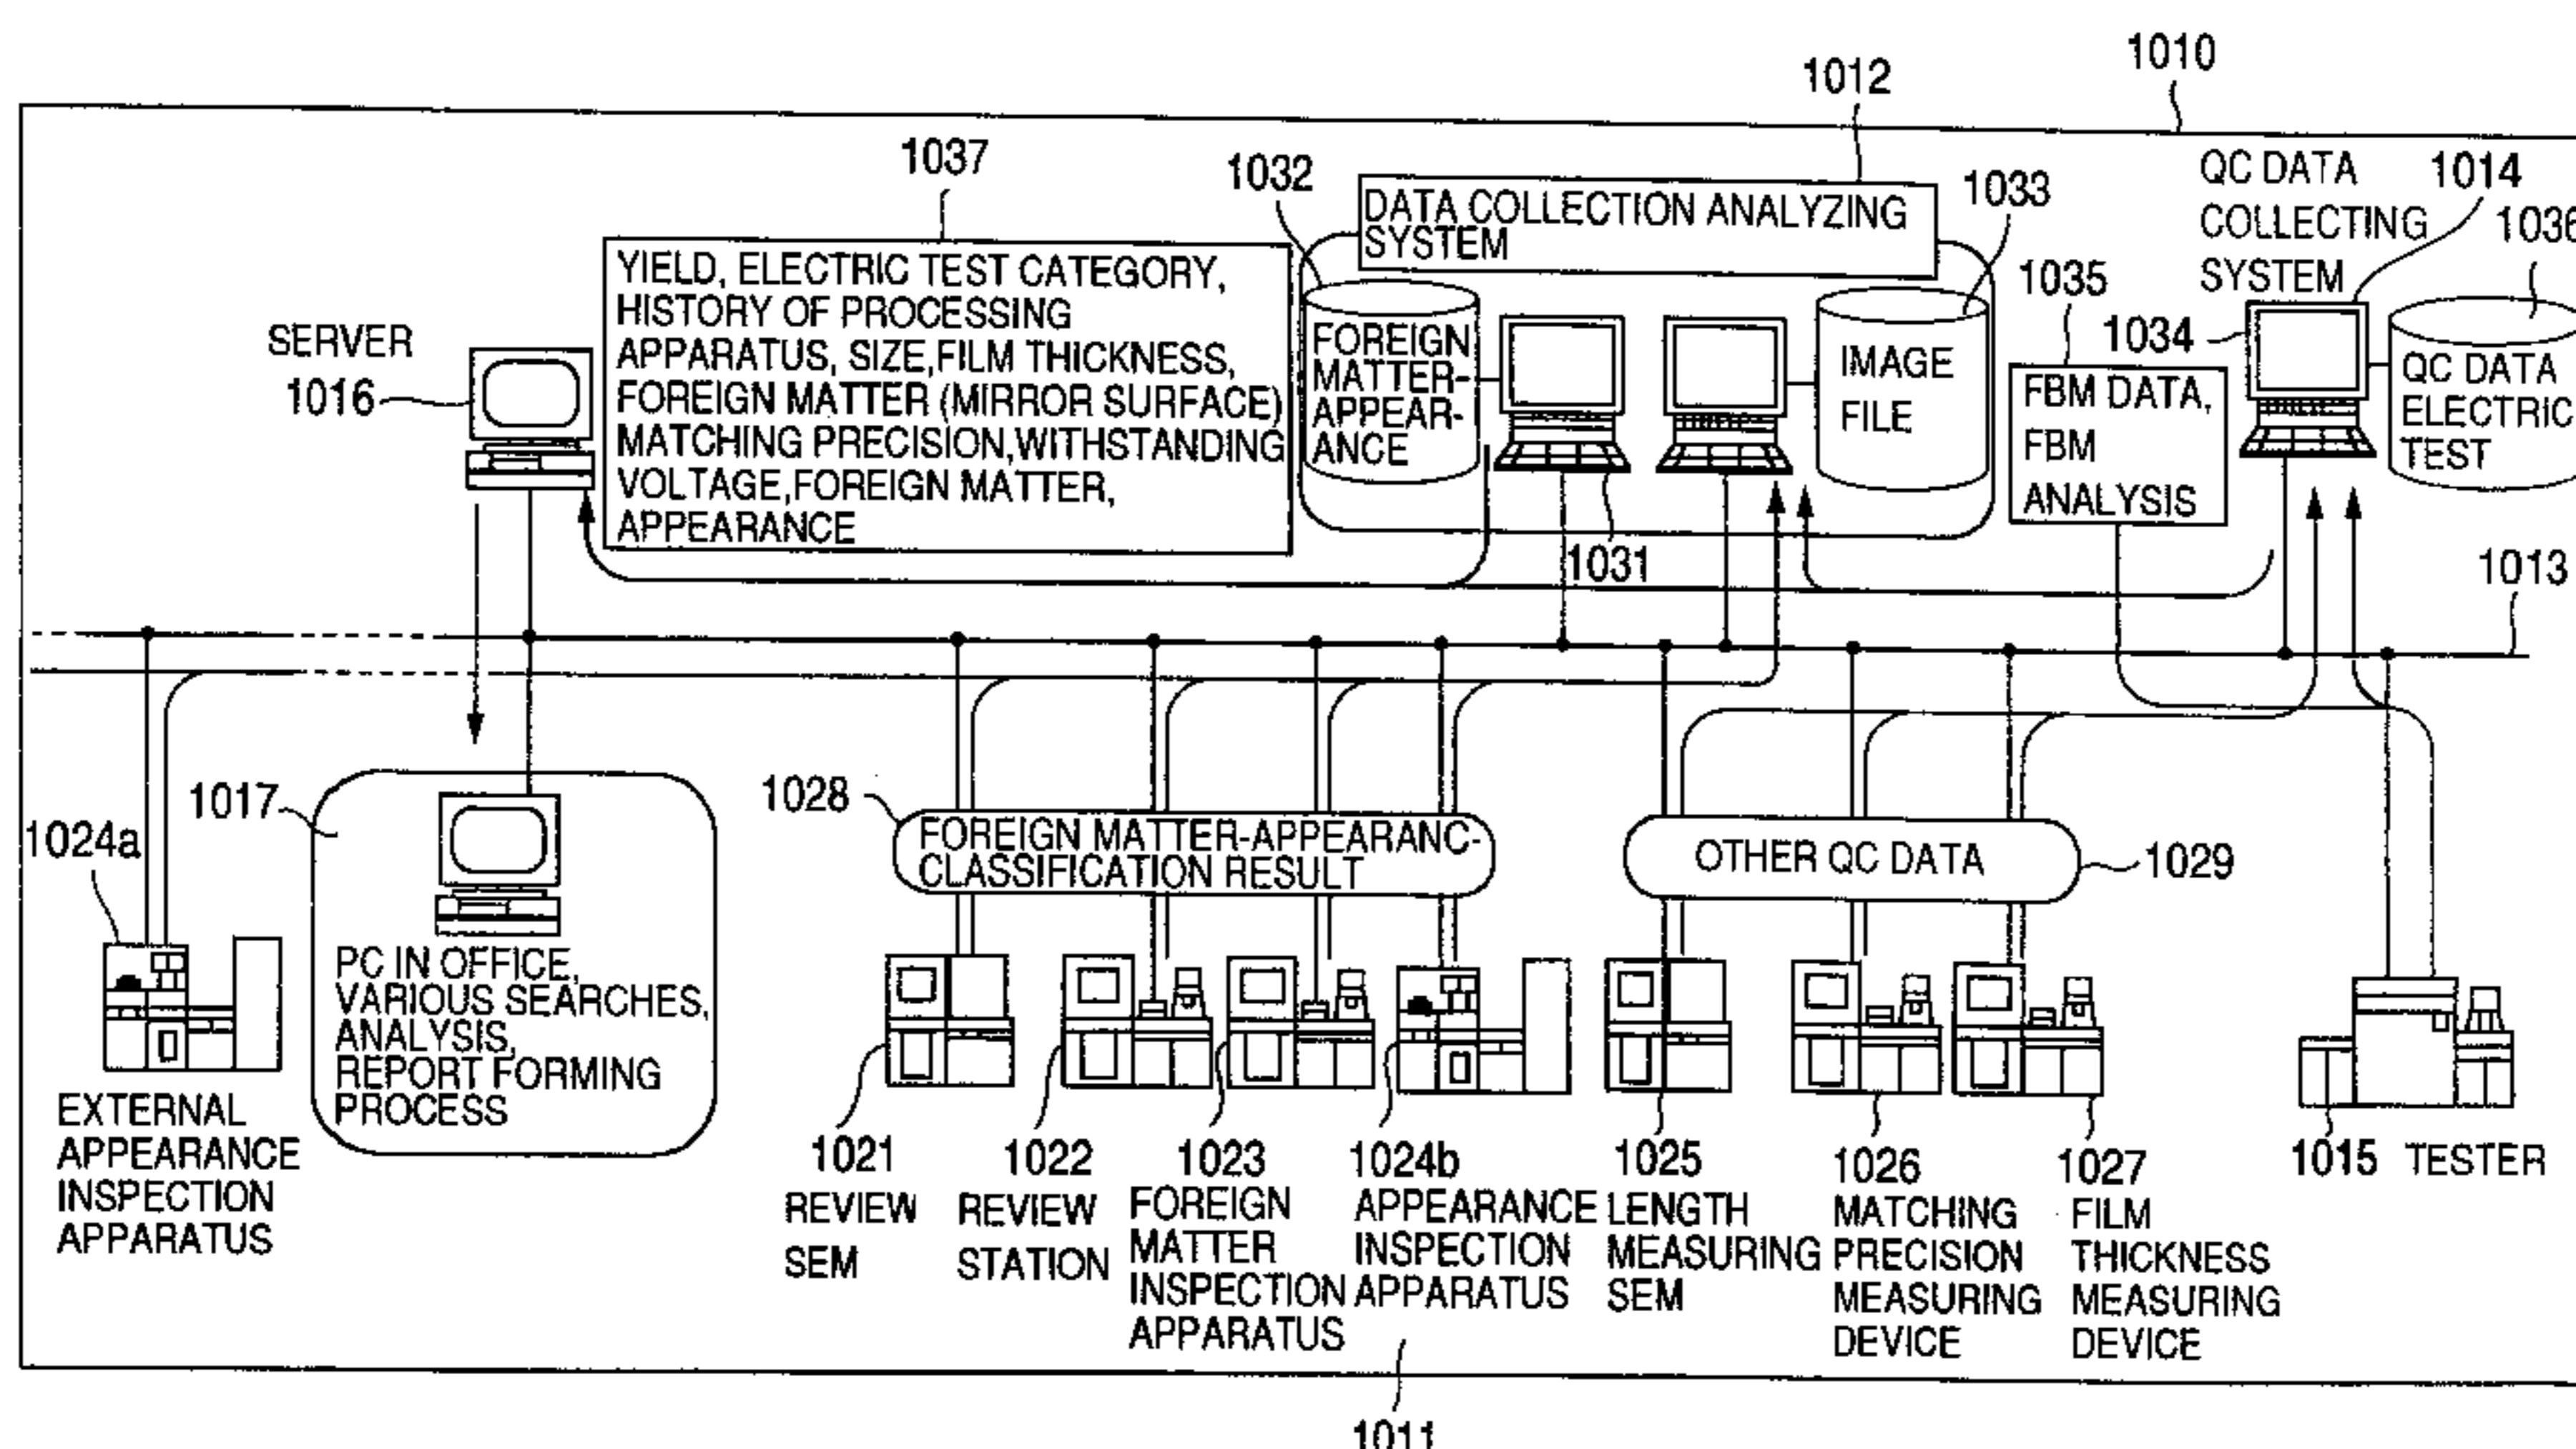 1010
1012
1037
1032
DATA COLLECTION ANALYZING
SYSTEM
1033
QC DATA
COLLECTING
SYSTEM
1014
1036
1035
1034
SERVER
1016
YIELD, ELECTRIC TEST CATEGORY,
HISTORY OF PROCESSING
APPARATUS, SIZE,FILM THICKNESS,
FOREIGN MATTER (MIRROR SURFACE)
MATCHING PRECISION,WITHSTANDING
VOLTAGE,FOREIGN MATTER,
APPEARANCE
FOREIGN
MATTER-
APPEAR-
ANCE
IMAGE
FILE
FBM DATA,
FBM
ANALYSIS
QC DATA
ELECTRIC
TEST
1031
1013
1017
1024a
1028
FOREIGN MATTER-APPEARANC-
CLASSIFICATION RESULT
OTHER QC DATA
1029
PC IN OFFICE,
VARIOUS SEARCHES,
ANALYSIS,
REPORT FORMING
PROCESS
EXTERNAL
APPEARANCE
INSPECTION
APPARATUS
1021
REVIEW
SEM
1022
REVIEW
STATION
1023
FOREIGN
MATTER
INSPECTION
APPARATUS
1024b
APPEARANCE
INSPECTION
APPARATUS
1025
LENGTH
MEASURING
SEM
1026
MATCHING
PRECISION
MEASURING
DEVICE
1027
FILM
THICKNESS
MEASURING
DEVICE
1015 TESTER
1011